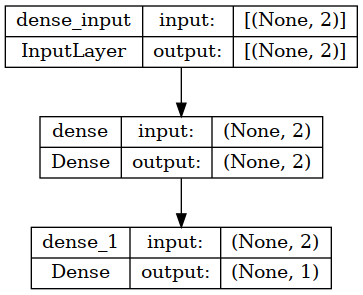 dense_input input: [(None, 2)]
InputLayer output: [(None, 2)]
dense input: (None, 2)
Dense output: (None, 2)
dense_1 input: (None, 2)
Dense output: (None, 1)